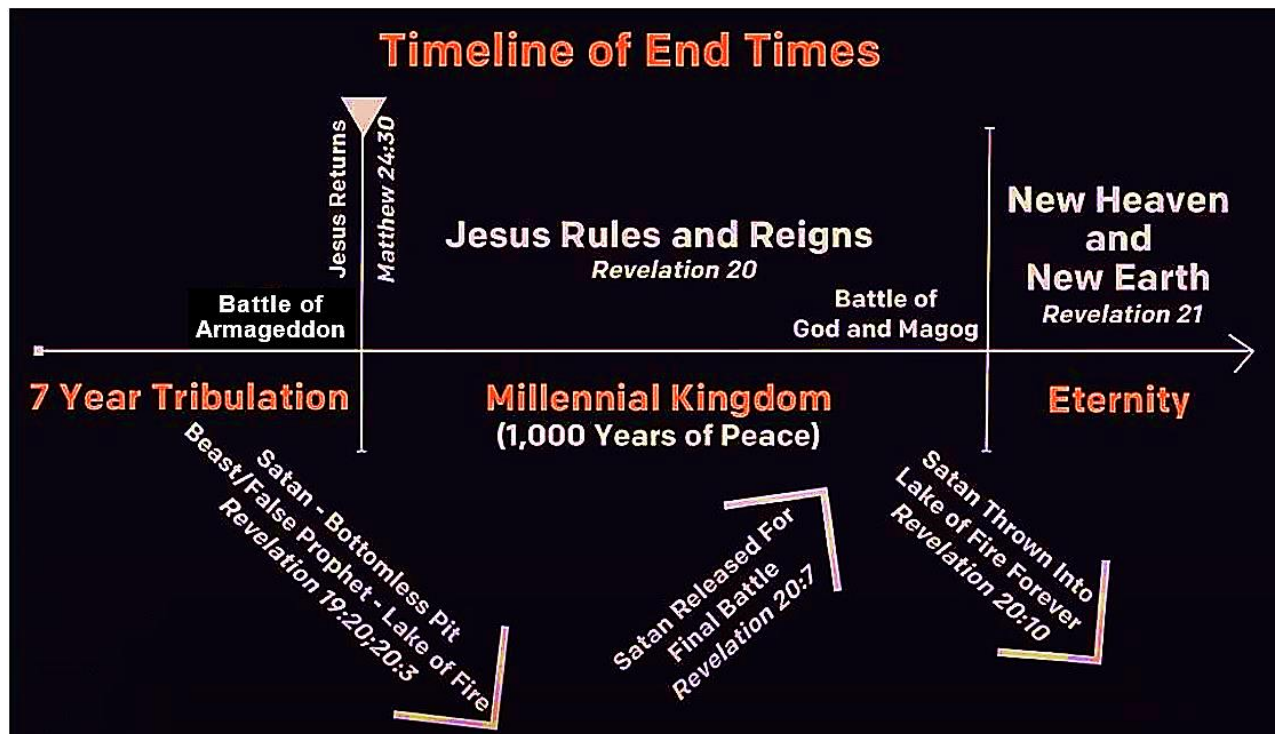 Timeline of End Times
Jesus Returns
Matthew 24:30
Jesus Rules and Reigns
Revelation 20
New Heaven
and
New Earth
Revelation 21
Battle of
Armageddon
Battle of
God and Magog
7 Year Tribulation
Millennial Kingdom
(1,000 Years of Peace)
Eternity
Satan - Bottomless Pit
Beast/False Prophet - Lake of Fire
Revelation 19:20;20:3
Satan Released For
Final Battle
Revelation 20:7
Satan Thrown Into
Lake of Fire Forever
Revelation 20:10